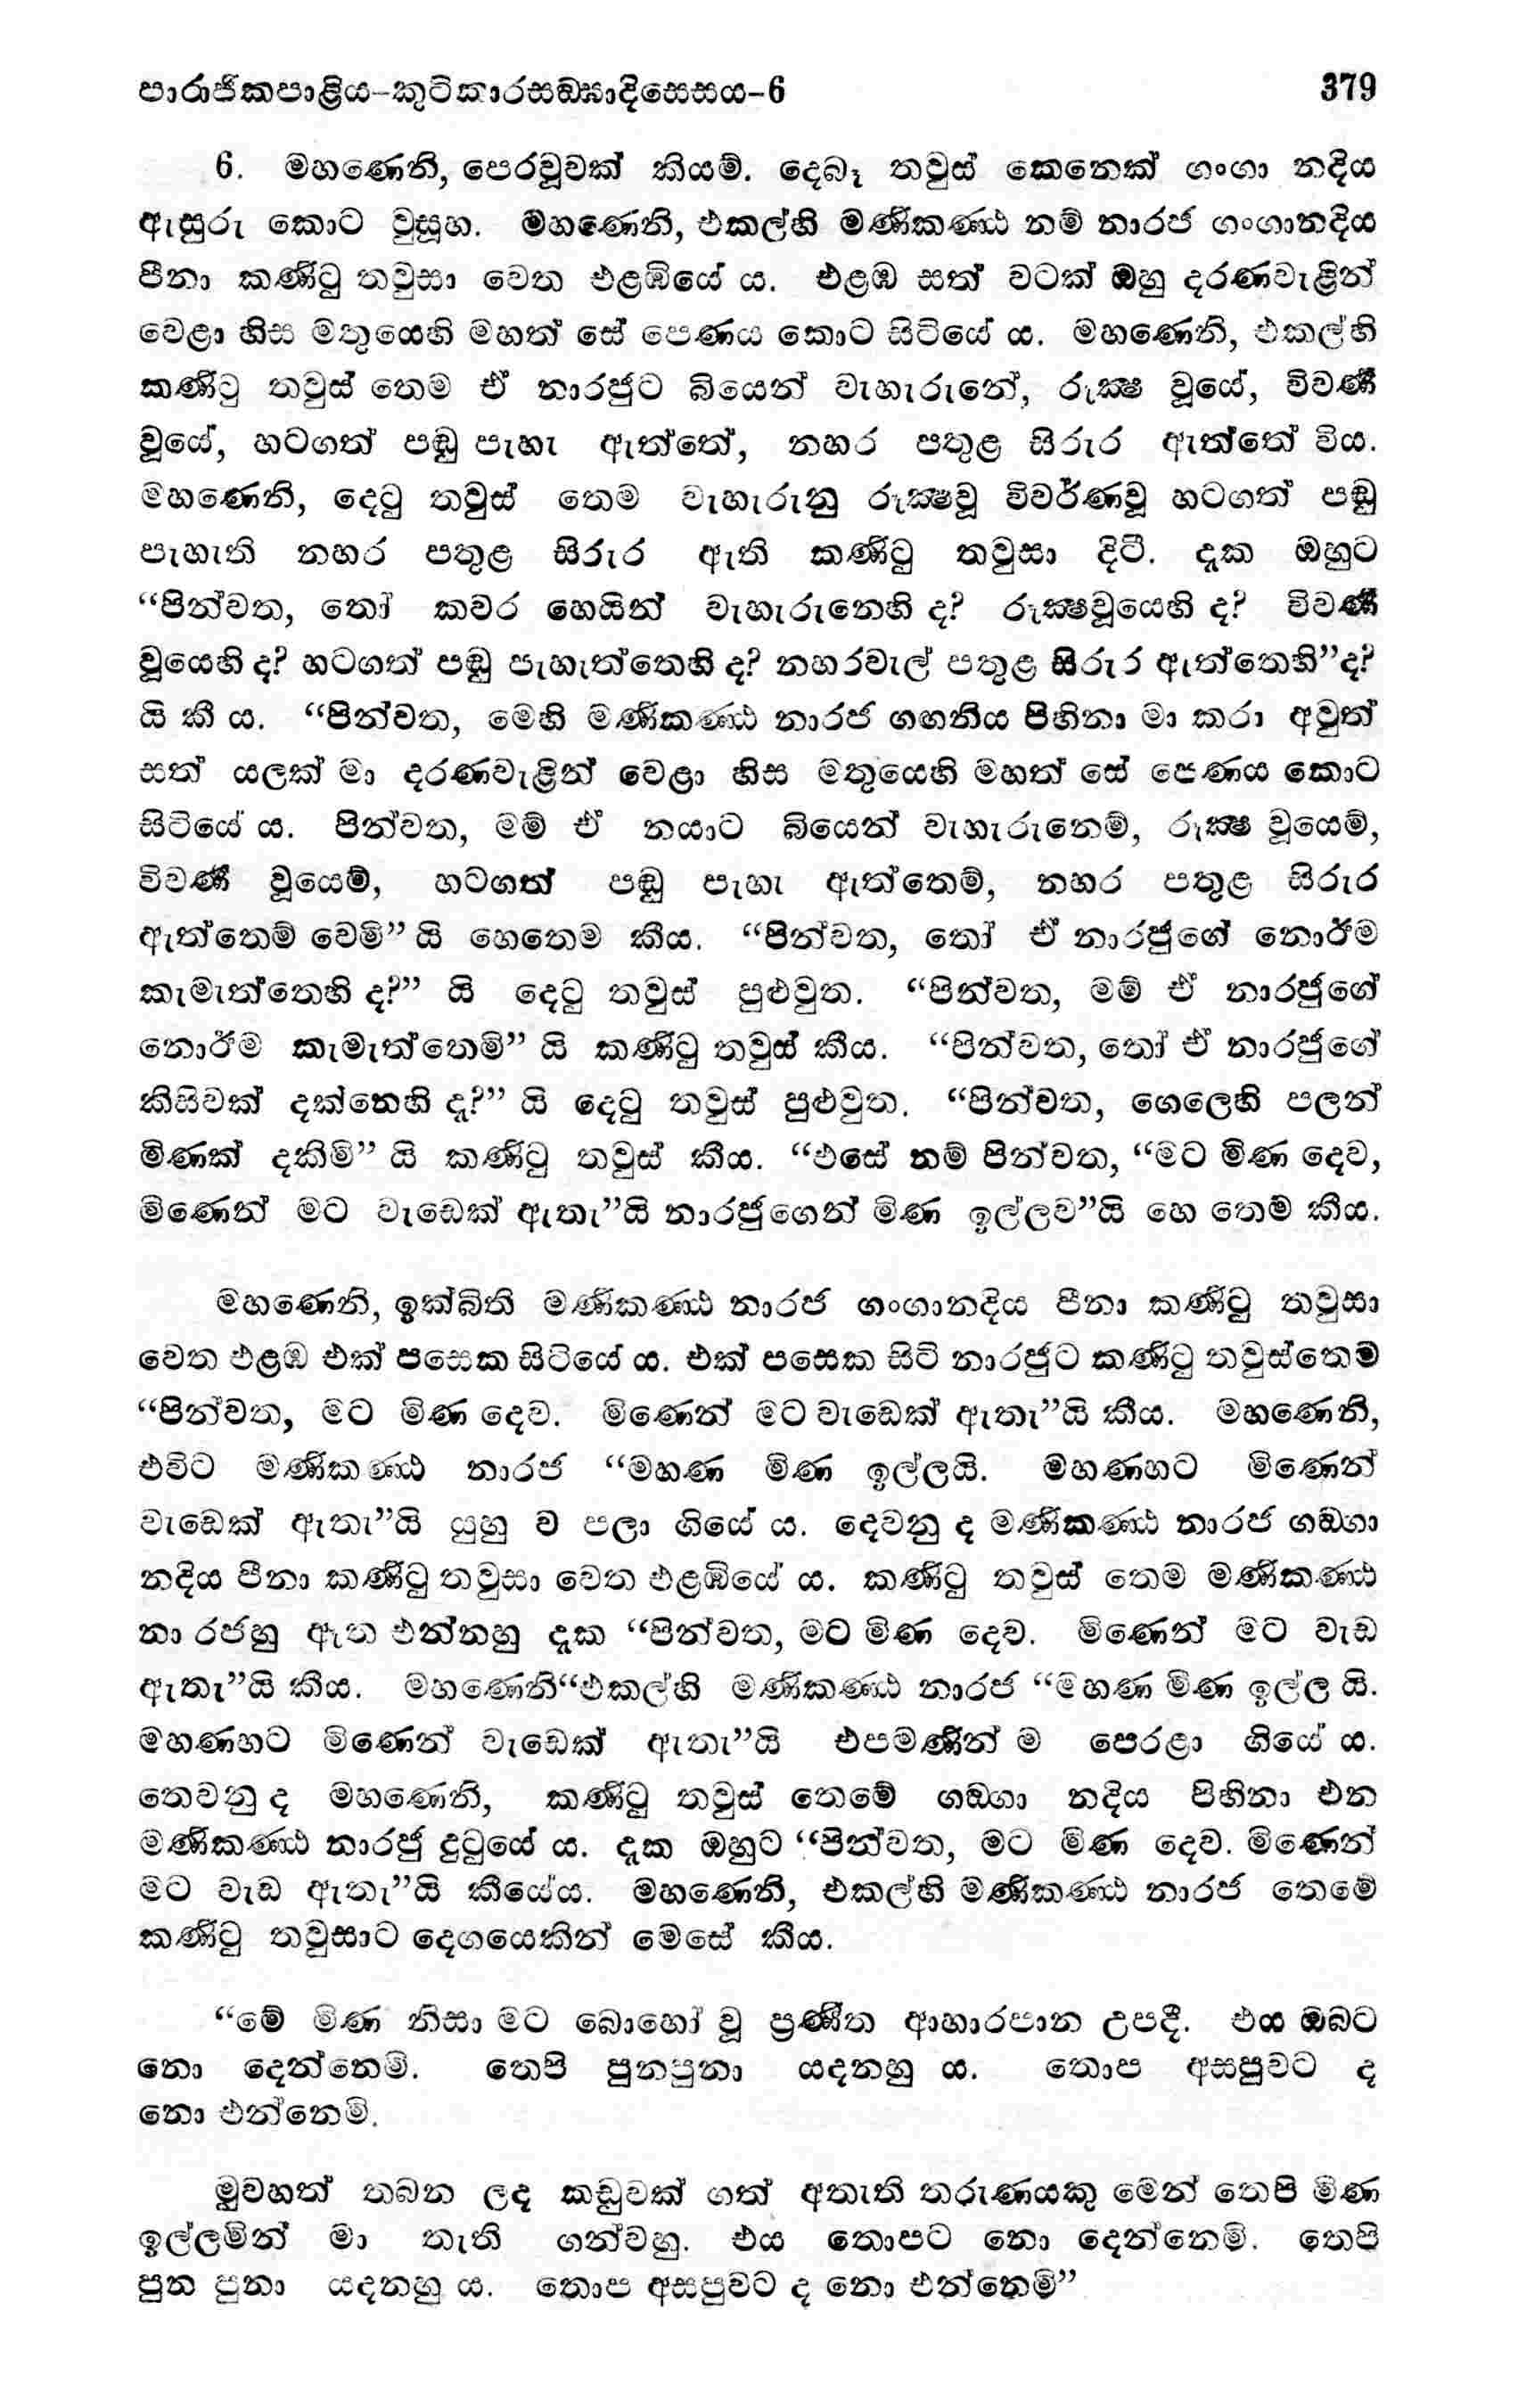 පාරාජිකපාළිය-කුටිකාරසඞ්ඝාදිසෙසය-6 379
6. මහණෙනි, පෙරවූවක් කියම්. දෙබෑ තවුස් කෙනෙක් ගංගා නදිය
ඇසුරු කොට වුසූහ. මහණෙනි, එකල්හි මණිකණ්ඨ නම් නාරජ ගංගානදිය
පීනා කණිටු තවුසා වෙත එළඹියේ ය. එළඹ සත් වටක් ඔහු දරණවැළින්
වෙළා හිස මතුයෙහි මහත් සේ පෙණය කොට සිටියේ ය. මහණෙනි, එකල්හි
කණිටු තවුස් තෙම ඒ නාරජුට බියෙන් වැහැරුනේ, රූක්‍ෂ වූයේ, විවර්‍ණ
වූයේ, හටගත් පඬු පැහැ ඇත්තේ, නහර පතුළ සිරුර ඇත්තේ විය.
මහණෙනි, දෙටු තවුස් තෙම වැහැරුනු රූක්‍ෂවූ විවර්ණවූ හටගත් පඬු
පැහැති නහර පතුළ සිරුර ඇති කණිටු තවුසා දිටී. දැක ඔහුට
“පින්වත, තෝ කවර හෙයින් වැහැරුනෙහි ද? රූක්‍ෂවූයෙහි ද? විවර්‍ණ
වූයෙහි ද? හටගත් පඬු පැහැත්තෙහි ද? නහරවැල් පතුළ සිරුර ඇත්තෙහි”ද?
යි කී ය. “පින්වත, මෙහි මණිකණ්ඨ නාරජ ගඟනිය පිහිනා මා කරා අවුත්
සත් යලක් මා දරණවැළින් වෙළා හිස මතුයෙහි මහත් සේ පෙණය කොට
සිටියේ ය. පින්වත, මම් ඒ නයාට බියෙන් වැහැරුනෙම්, රූක්‍ෂ වූයෙම්,
විවර්‍ණ වූයෙම්, හටගත් පඬු පැහැ ඇත්තෙම්, නහර පතුළ සිරුර
ඇත්තෙම් වෙමි” යි හෙතෙම කීය. “පින්වත, තෝ ඒ නාරජුගේ නොඊම
කැමැත්තෙහි ද?” යි දෙටු තවුස් පුළුවුත. “පින්වත, මම් ඒ නාරජුගේ
නොඊම කැමැත්තෙමි” යි කණිටු තවුස් කීය. “පින්වත, තෝ ඒ නාරජුගේ
කිසිවක් දක්නෙහි දැ?” යි දෙටු තවුස් පුළුවුත. “පින්වත, ගෙලෙහි පලන්
මිණක් දකිමි” යි කණිටු තවුස් කීය. “එසේ නම් පින්වත, “මට මිණ දෙව,
මිණෙන් මට වැඩෙක් ඇතැ”යි නාරජුගෙන් මිණ ඉල්ලව”යි හෙ තෙම් කීය.
මහණෙනි, ඉක්බිති මණිකණ්ඨ නාරජ ගංගානදිය පීනා කණිටු තවුසා
වෙත එළඹ එක් පසෙක සිටියේ ය. එක් පසෙක සිටි නාරජුට කණිටු තවුස්තෙම්
“පින්වත, මට මිණ දෙව. මිණෙන් මට වැඩෙක් ඇතැ”යි කීය. මහණෙනි,
එවිට මණිකණ්ඨ නාරජ “මහණ මිණ ඉල්ලයි. මහණහට මිණෙන්
වැඩෙක් ඇතැ”යි යුහු ව පලා ගියේ ය. දෙවනු ද මණිකණ්ඨ නාරජ ගඞ්ගා
නදිය පීනා කණිටු තවුසා වෙත එළඹියේ ය. කණිටු තවුස් තෙම මණිකණ්ඨ
නා රජහු ඈත එන්නහු දැක “පින්වත, මට මිණ දෙව. මිණෙන් මට වැඩ
ඇතැ”යි කීය. මහණෙනි“එකල්හි මණිකණ්ඨ නාරජ “මහණ මිණ ඉල්ල යි.
මහණහට මිණෙන් වැඩෙක් ඇතැ”යි එපමණින් ම පෙරළා ගියේ ය.
තෙවනු ද මහණෙනි, කණිටු තවුස් තෙමේ ගඞ්ගා නදිය පිහිනා එන
මණිකණ්ඨ නාරජු දුටුයේ ය. දැක ඔහුට “පින්වත, මට මිණ දෙව. මිණෙන්
මට වැඩ ඇතැ”යි කීයේය. මහණෙනි, එකල්හි මණිකණ්ඨ නාරජ තෙමේ
කණිටු තවුසාට දෙගයෙකින් මෙසේ කීය.
“මේ මිණ නිසා මට බොහෝ වූ ප්‍රණීත ආහාරපාන උපදී. එය ඔබට
නො දෙන්නෙමි. තෙපි පුනපුනා යදනහු ය. තොප අසපුවට ද
නො එන්නෙමි.
මුවහත් තබන ලද කඩුවක් ගත් අතැති තරුණයකු මෙන් තෙපි මිණ
ඉල්ලමින් මා තැති ගන්වහු. එය තොපට නො දෙන්නෙමි. තෙපි
පුන පුනා යදනහු ය. තොප අසපුවට ද නො එන්නෙමි”